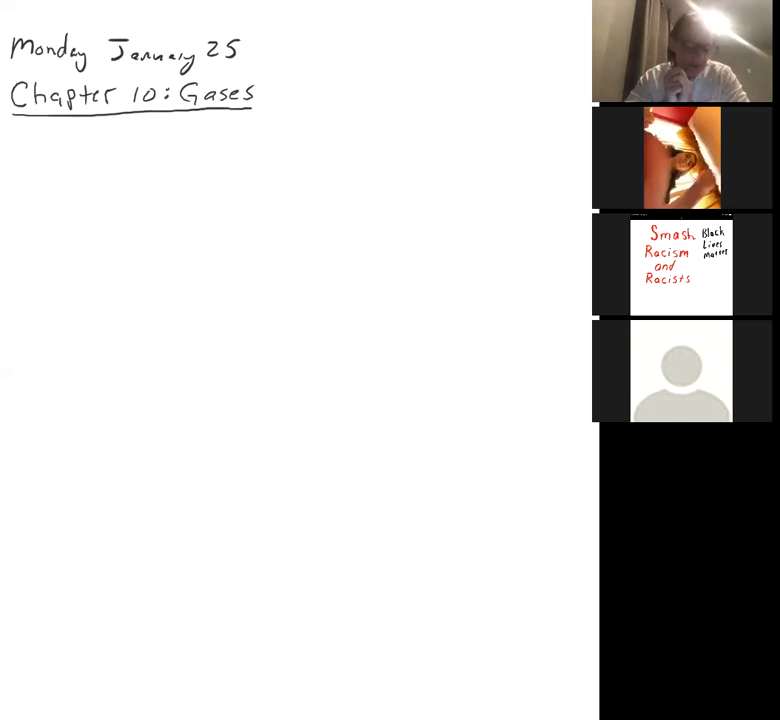 Monday January 25
Chapter 10: Gases
Smash
Racism
and
Racists
Black
Lives
Matter